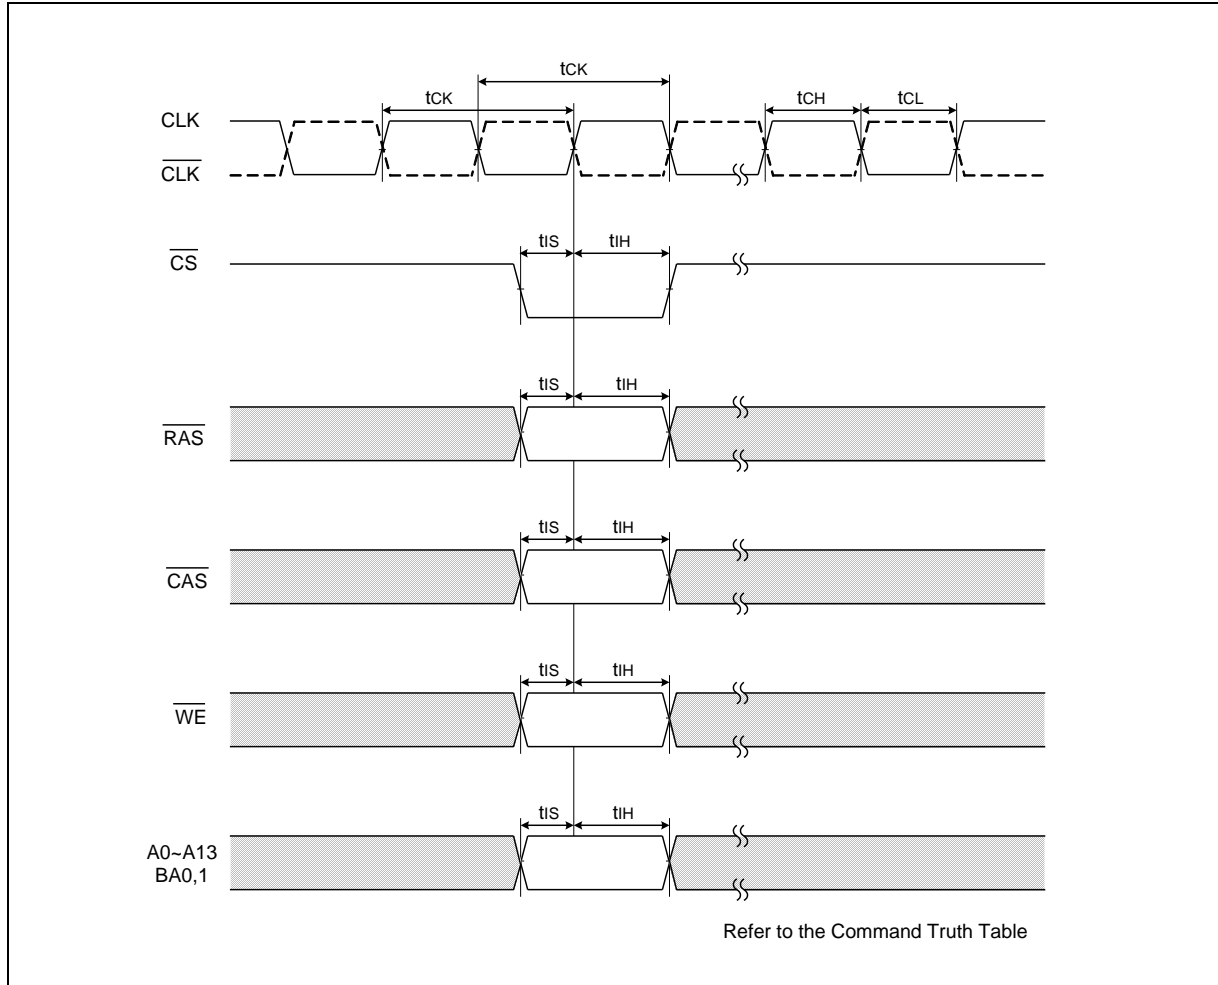 tCK
tCK tCH tCL
CLK
CLK
tIS tIH
CS
tIS tIH
RAS
tIS tIH
CAS
tIS tIH
WE
tIS tIH
A0~A13
BA0,1
Refer to the Command Truth Table